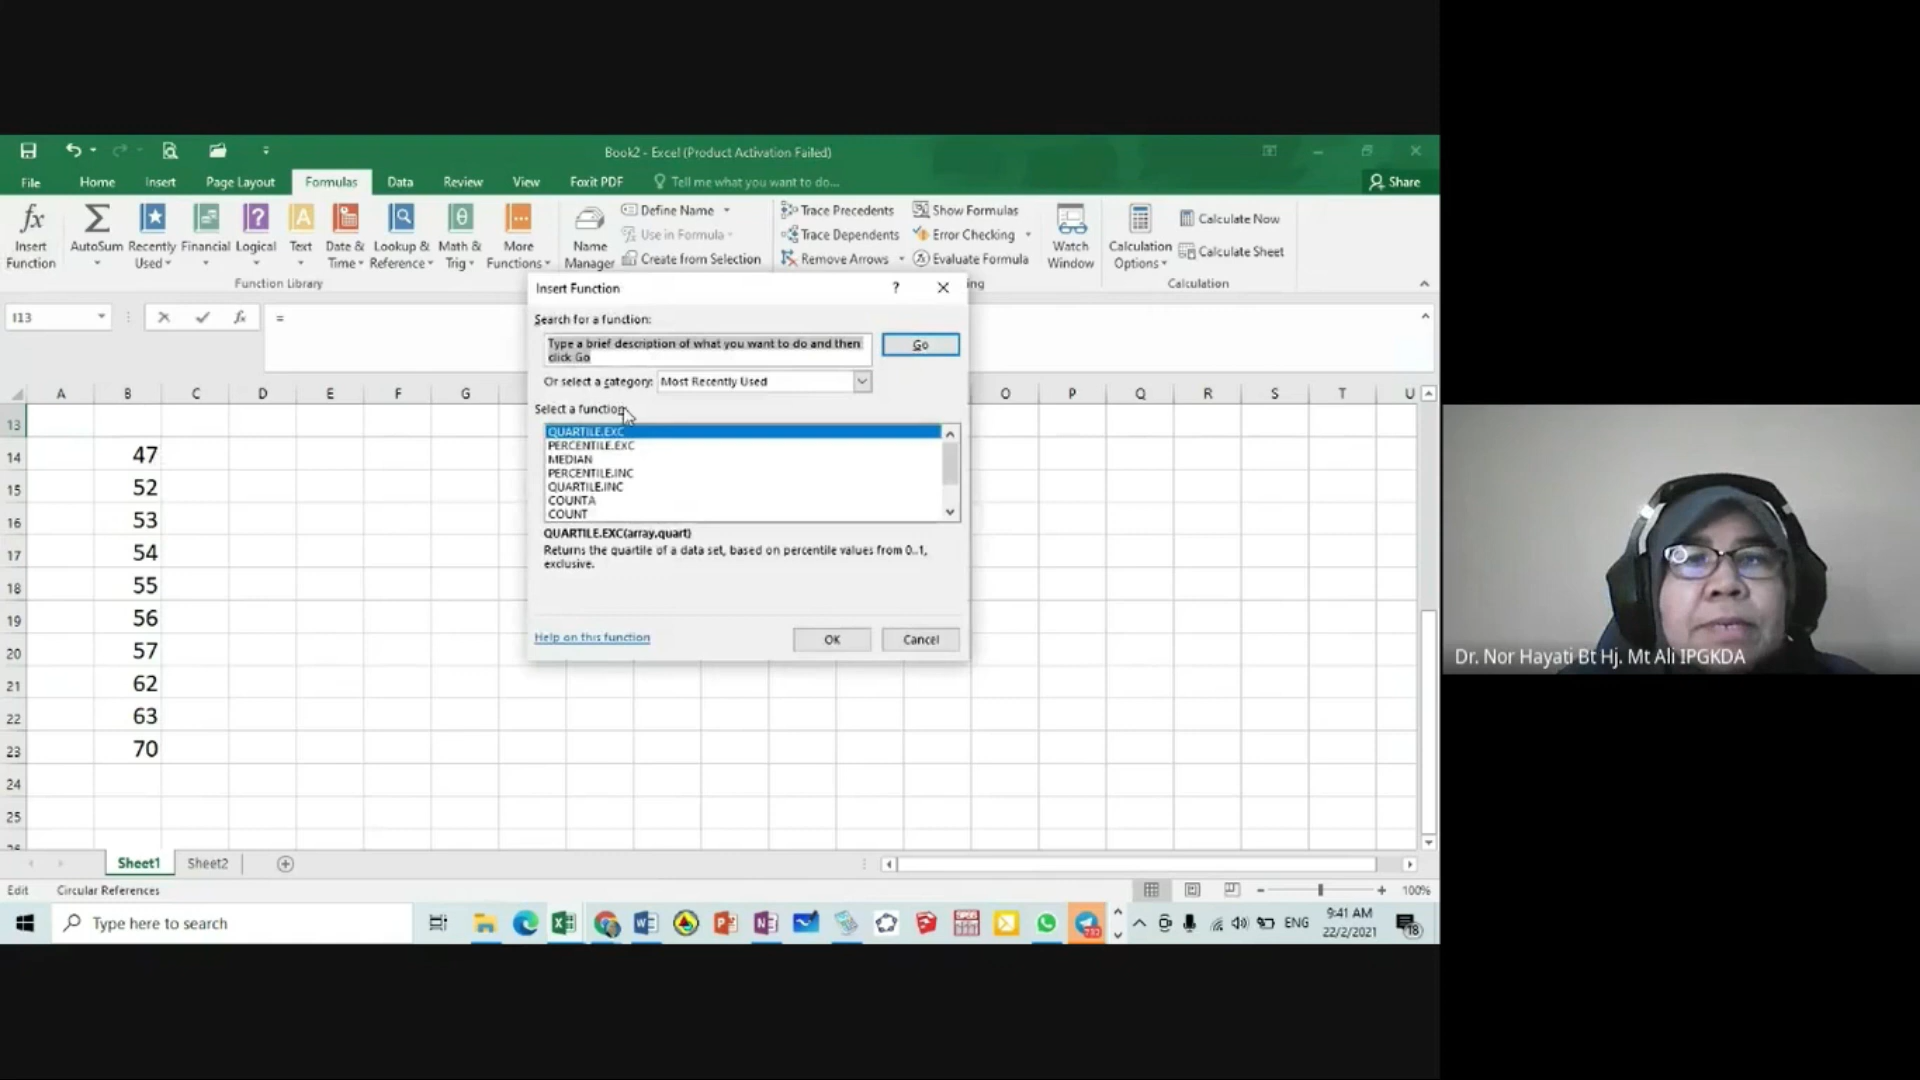 Book2 - Excel (Product Activation Failed)
File Home Insert Page Layout Formulas Data Review View Foxit PDF Tell me what you want to do... Share
fx Insert Function
AutoSum
Recently Used
Financial
Logical
Text
Date & Time
Lookup & Reference
Math & Trig
More Functions
Function Library
Name Manager
Define Name
Use in Formula
Create from Selection
Trace Precedents
Trace Dependents
Remove Arrows
Show Formulas
Error Checking
Evaluate Formula
ing
Watch Window
Calculation Options
Calculate Now
Calculate Sheet
Calculation
I13 fx =
Insert Function ? 
Search for a function:
Type a brief description of what you want to do and then
click Go
Go
Or select a category: Most Recently Used
Select a function:
QUARTILE.EXC
PERCENTILE.EXC
MEDIAN
PERCENTILE.INC
QUARTILE.INC
COUNTA
COUNT
QUARTILE.EXC(array,quart)
Returns the quartile of a data set, based on percentile values from 0..1,
exclusive.
Help on this function
OK
Cancel
A B C D E F G O P Q R S T U
13
14 47
15 52
16 53
17 54
18 55
19 56
20 57
21 62
22 63
23 70
24
25
Sheet1 Sheet2
Edit Circular References 100%
Type here to search
ENG
9:41 AM
22/2/2021
18
Dr. Nor Hayati Bt Hj. Mt Ali IPGKDA